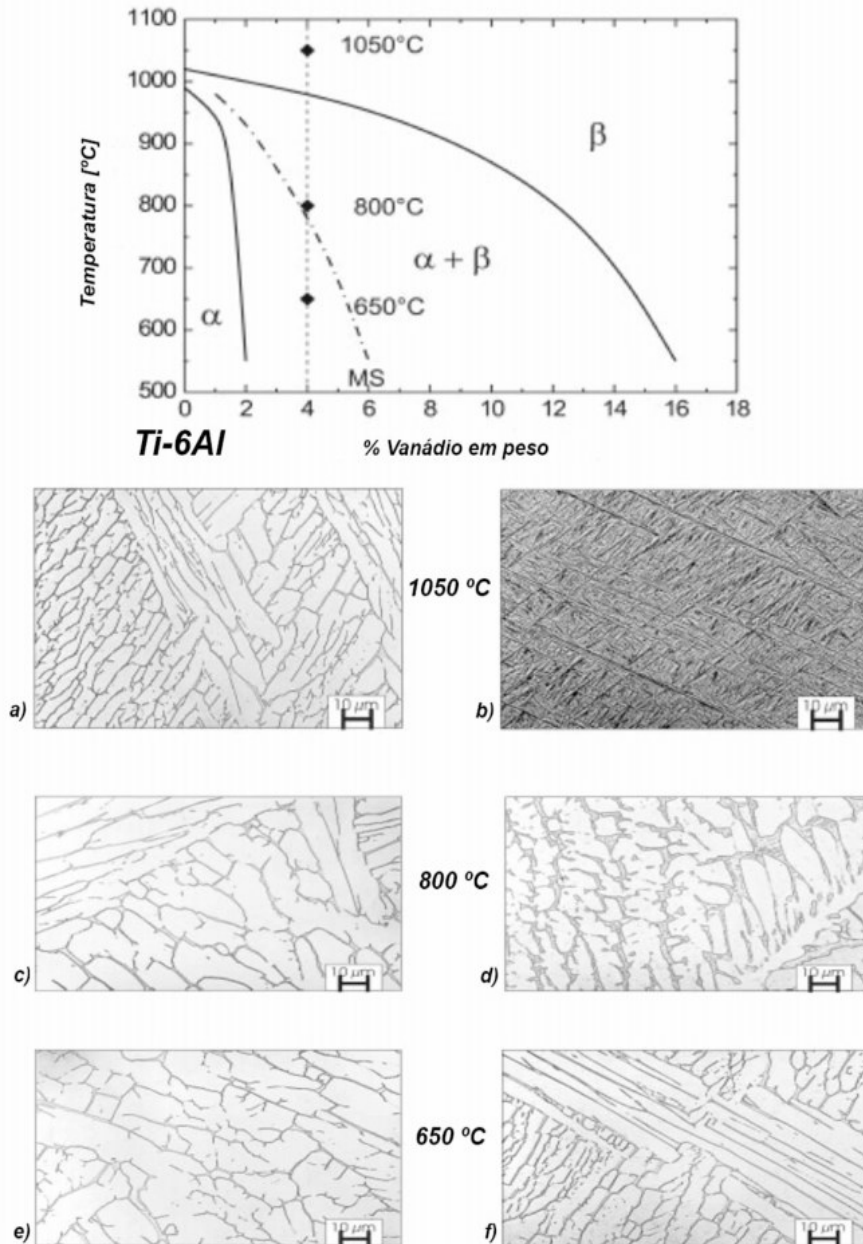 1100
1000
900
800
700
600
500
Temperatura [ºC]
1050°C
800°C
650°C
α
α + β
β
MS
0 2 4 6 8 10 12 14 16 18
Ti-6Al
% Vanádio em peso
a)
10 µm
1050 ºC
b)
10 µm
c)
10 µm
800 ºC
d)
10 µm
e)
10 µm
650 ºC
f)
10 µm